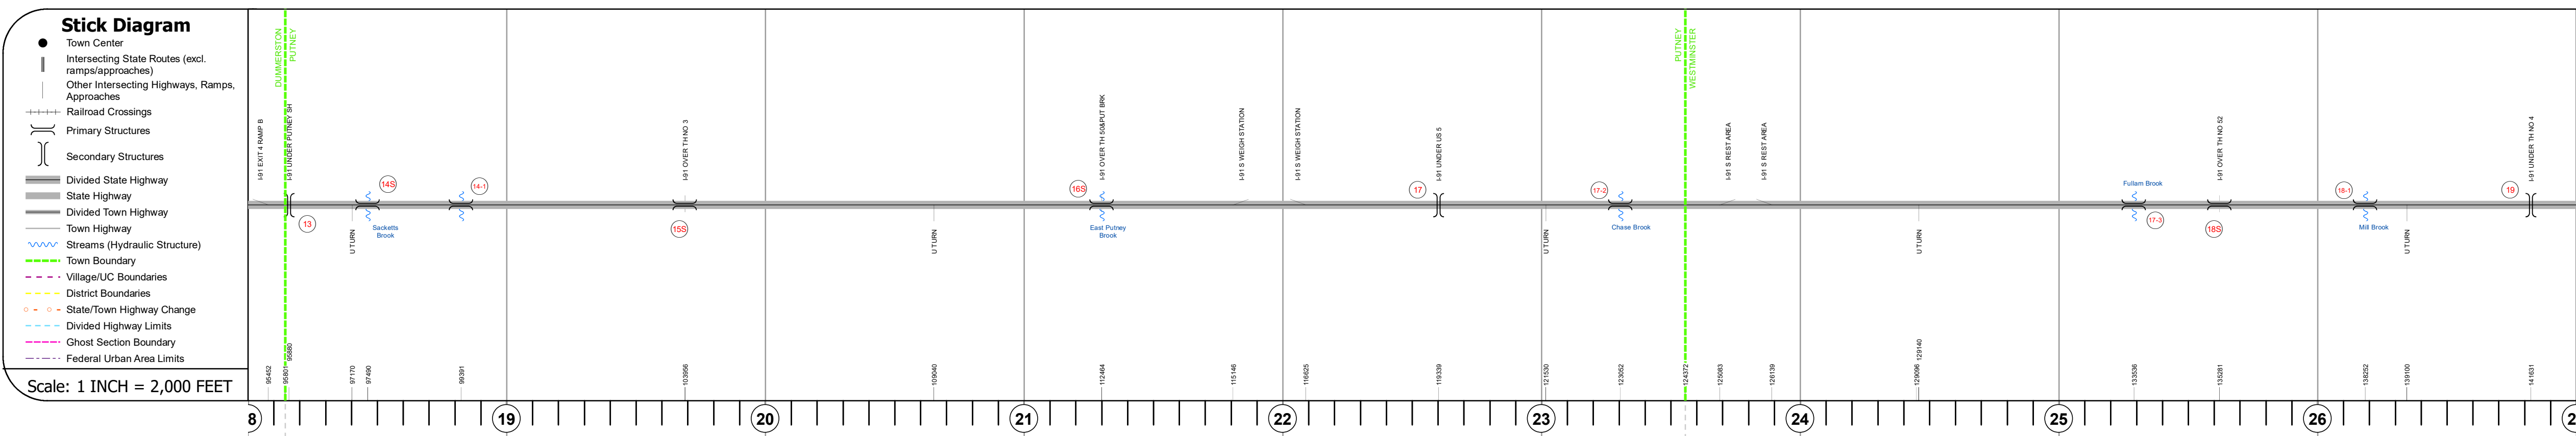 Stick Diagram
Town Center
Intersecting State Routes (excl.
ramps/approaches)
Other Intersecting Highways, Ramps,
Approaches
Railroad Crossings
Primary Structures
Secondary Structures
Divided State Highway
State Highway
Divided Town Highway
Town Highway
Streams (Hydraulic Structure)
Town Boundary
Village/UC Boundaries
District Boundaries
State/Town Highway Change
Divided Highway Limits
Ghost Section Boundary
Federal Urban Area Limits
Scale: 1 INCH = 2,000 FEET
DUMMERSTON
PUTNEY
PUTNEY
WESTMINSTER
I-91 EXIT 4 RAMP B
I-91 UNDER PUTNEY SH
I-91 OVER TH NO 3
I-91 OVER TH 50&PUT BRK
I-91 S WEIGH STATION
I-91 S WEIGH STATION
I-91 UNDER US 5
I-91 S REST AREA
I-91 S REST AREA
I-91 OVER TH NO 52
I-91 UNDER TH NO 4
13
14S
14-1
15S
16S
17
17-2
17-3
18S
18-1
19
U TURN
Sacketts
Brook
U TURN
East Putney
Brook
U TURN
Chase Brook
U TURN
Fullam Brook
Mill Brook
U TURN
95452
95801
95880
97170
97490
99391
103956
109040
112464
115146
116625
119339
121530
123052
124372
125083
126139
129096
129140
133536
135281
138252
139100
141631
8
19
20
21
22
23
24
25
26
2